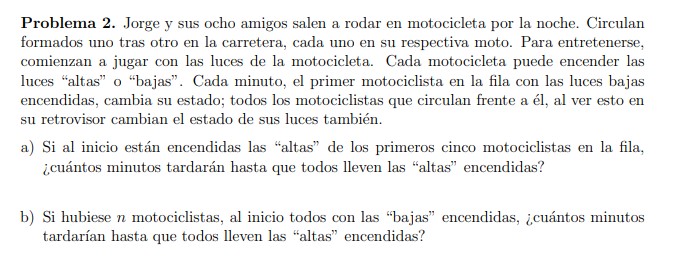 Problema 2. Jorge y sus ocho amigos salen a rodar en motocicleta por la noche. Circulan
formados uno tras otro en la carretera, cada uno en su respectiva moto. Para entretenerse,
comienzan a jugar con las luces de la motocicleta. Cada motocicleta puede encender las
luces “altas” o “bajas”. Cada minuto, el primer motociclista en la fila con las luces bajas
encendidas, cambia su estado; todos los motociclistas que circulan frente a él, al ver esto en
su retrovisor cambian el estado de sus luces también.
a) Si al inicio están encendidas las “altas” de los primeros cinco motociclistas en la fila,
¿cuántos minutos tardarán hasta que todos lleven las “altas” encendidas?
b) Si hubiese n motociclistas, al inicio todos con las “bajas” encendidas, ¿cuántos minutos
tardarían hasta que todos lleven las “altas” encendidas?